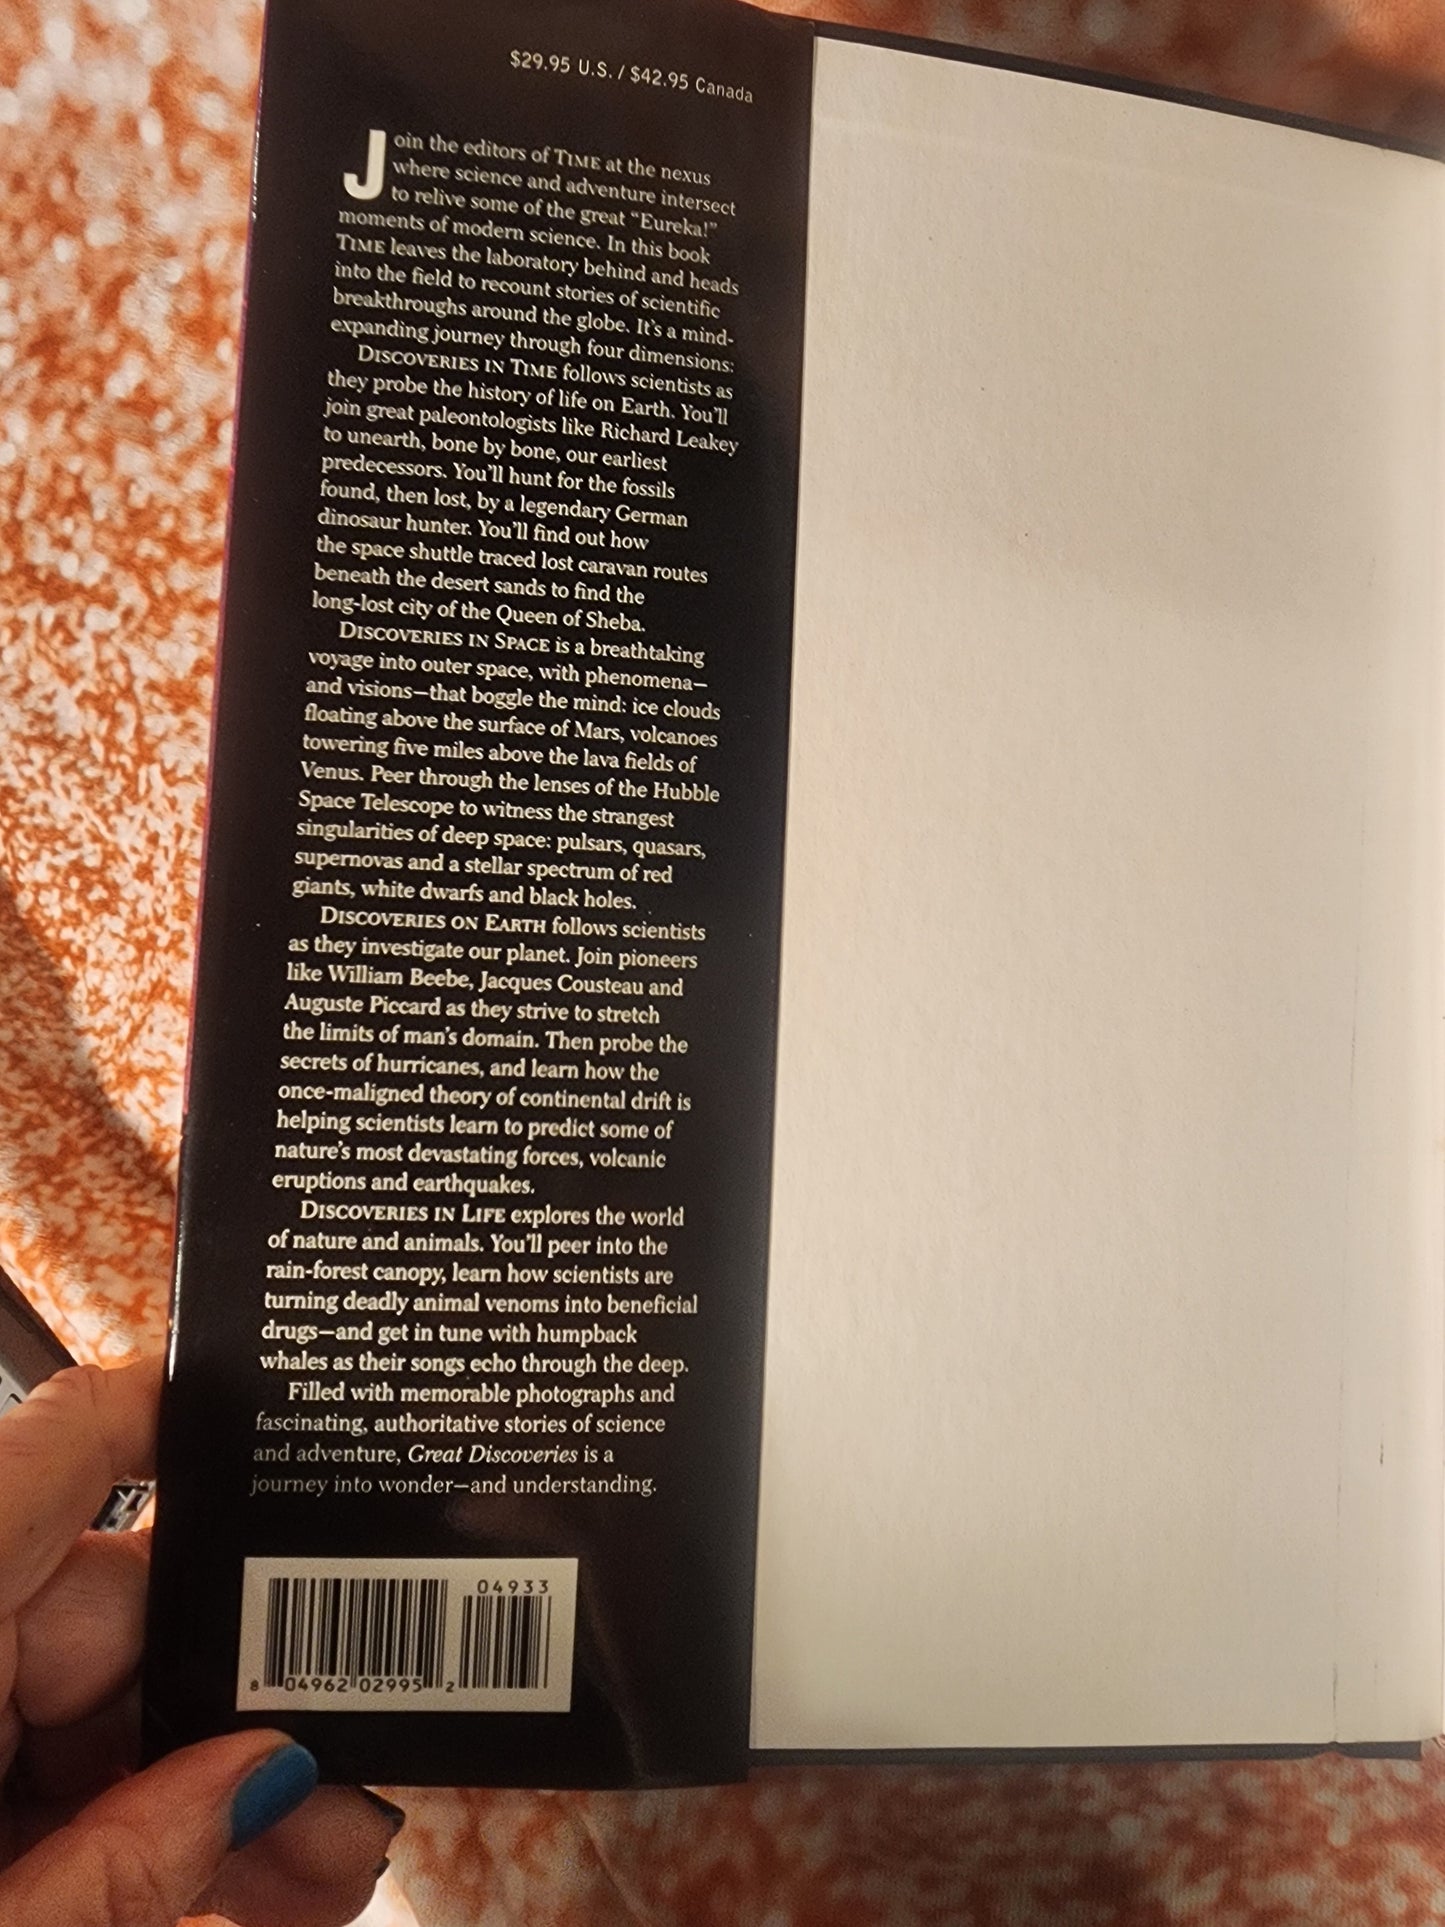 $29.95 U.S. / $42.95 Canada
Join the editors of TIME at the nexus
where science and adventure intersect
to relive some of the great “Eureka!”
moments of modern science. In this book
TIME leaves the laboratory behind and heads
into the field to recount stories of scientific
breakthroughs around the globe. It’s a mind-
expanding journey through four dimensions:
DISCOVERIES IN TIME follows scientists as
they probe the history of life on Earth. You’ll
join great paleontologists like Richard Leakey
to unearth, bone by bone, our earliest
predecessors. You’ll hunt for the fossils
found, then lost, by a legendary German
dinosaur hunter. You’ll find out how
the space shuttle traced lost caravan routes
beneath the desert sands to find the
long-lost city of the Queen of Sheba.
DISCOVERIES IN SPACE is a breathtaking
voyage into outer space, with phenomena—
and visions—that boggle the mind: ice clouds
floating above the surface of Mars, volcanoes
towering five miles above the lava fields of
Venus. Peer through the lenses of the Hubble
Space Telescope to witness the strangest
singularities of deep space: pulsars, quasars,
supernovas and a stellar spectrum of red
giants, white dwarfs and black holes.
DISCOVERIES ON EARTH follows scientists
as they investigate our planet. Join pioneers
like William Beebe, Jacques Cousteau and
Auguste Piccard as they strive to stretch
the limits of man’s domain. Then probe the
secrets of hurricanes, and learn how the
once-maligned theory of continental drift is
helping scientists learn to predict some of
nature’s most devastating forces, volcanic
eruptions and earthquakes.
DISCOVERIES IN LIFE explores the world
of nature and animals. You’ll peer into the
rain-forest canopy, learn how scientists are
turning deadly animal venoms into beneficial
drugs—and get in tune with humpback
whales as their songs echo through the deep.
Filled with memorable photographs and
fascinating, authoritative stories of science
and adventure, Great Discoveries is a
journey into wonder—and understanding.
04933
8 04962 02995 2